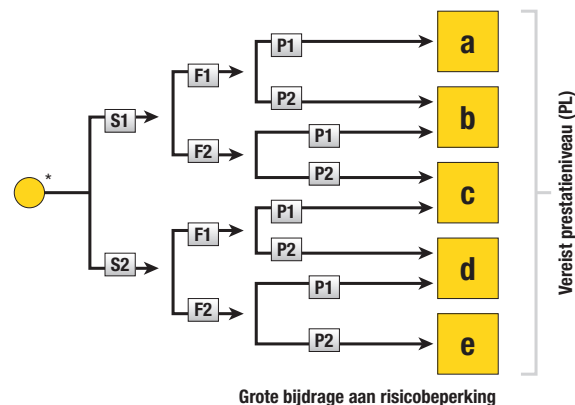 P1
a
F1
P2
b
S1
F2
P1
P2
c
*
F1
P1
P2
d
S2
F2
P1
P2
e
Vereist prestatieniveau (PL)
Grote bijdrage aan risicobeperking